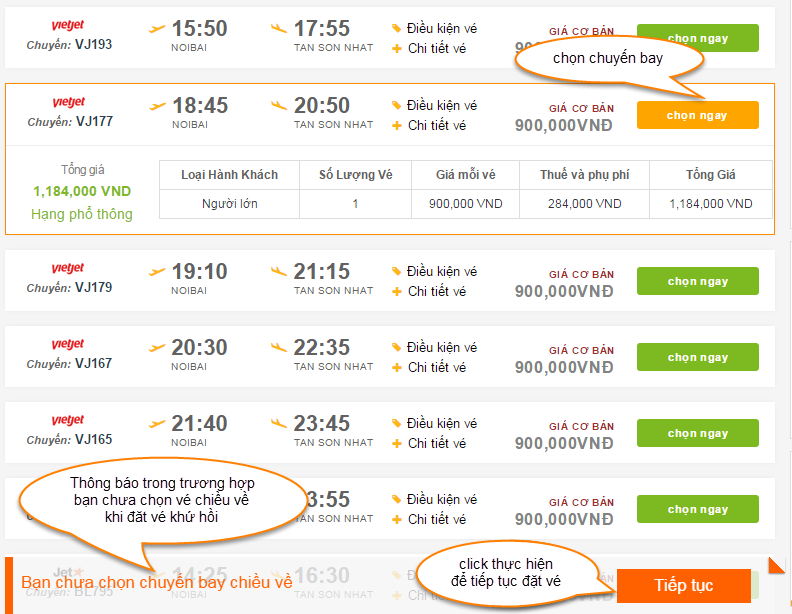 vietjet 15:50 17:55 Điều kiện vé GIÁ CƠ BẢN chọn ngay
Chuyến: VJ193 NOIBAI TAN SON NHAT Chi tiết vé
chọn chuyến bay
vietjet 18:45 20:50 Điều kiện vé GIÁ CƠ BẢN chọn ngay
Chuyến: VJ177 NOIBAI TAN SON NHAT Chi tiết vé 900,000VNĐ
Tổng giá Loại Hành Khách Số Lượng Vé Giá mỗi vé Thuế và phụ phí Tổng Giá
1,184,000 VND Người lớn 1 900,000 VND 284,000 VND 1,184,000 VND
Hạng phổ thông
vietjet 19:10 21:15 Điều kiện vé GIÁ CƠ BẢN chọn ngay
Chuyến: VJ179 NOIBAI TAN SON NHAT Chi tiết vé 900,000VNĐ
vietjet 20:30 22:35 Điều kiện vé GIÁ CƠ BẢN chọn ngay
Chuyến: VJ167 NOIBAI TAN SON NHAT Chi tiết vé 900,000VNĐ
vietjet 21:40 23:45 Điều kiện vé GIÁ CƠ BẢN chọn ngay
Chuyến: VJ165 NOIBAI TAN SON NHAT Chi tiết vé 900,000VNĐ
Thông báo trong trương hợp
bạn chưa chọn vé chiều về
khi đặt vé khứ hồi
3:55 Điều kiện vé GIÁ CƠ BẢN chọn ngay
TAN SON NHAT Chi tiết vé 900,000VNĐ
click thực hiện
để tiếp tục đặt vé
Jet 14:25 16:30
Bạn chưa chọn chuyến bay chiều về Tiếp tục
Chuyến: BL795 NOIBAI TAN SON NHAT